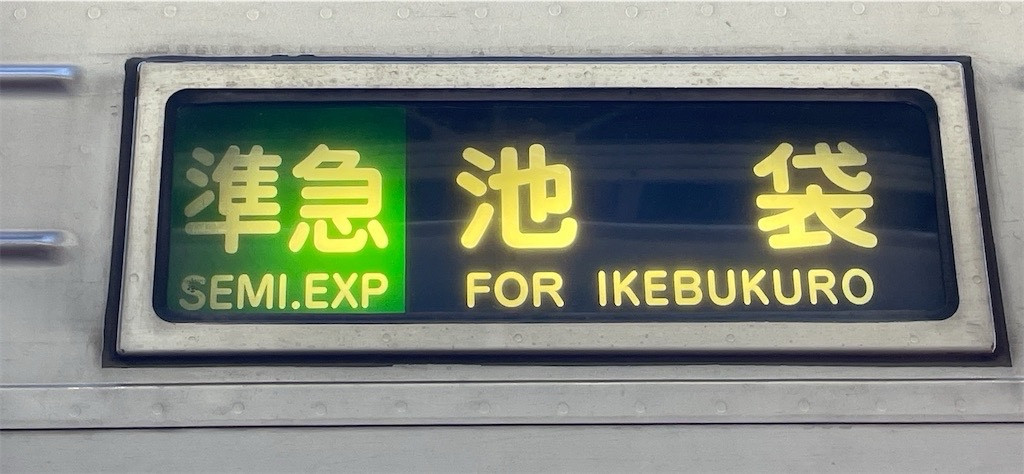 準急 池袋
SEMI.EXP FOR IKEBUKURO